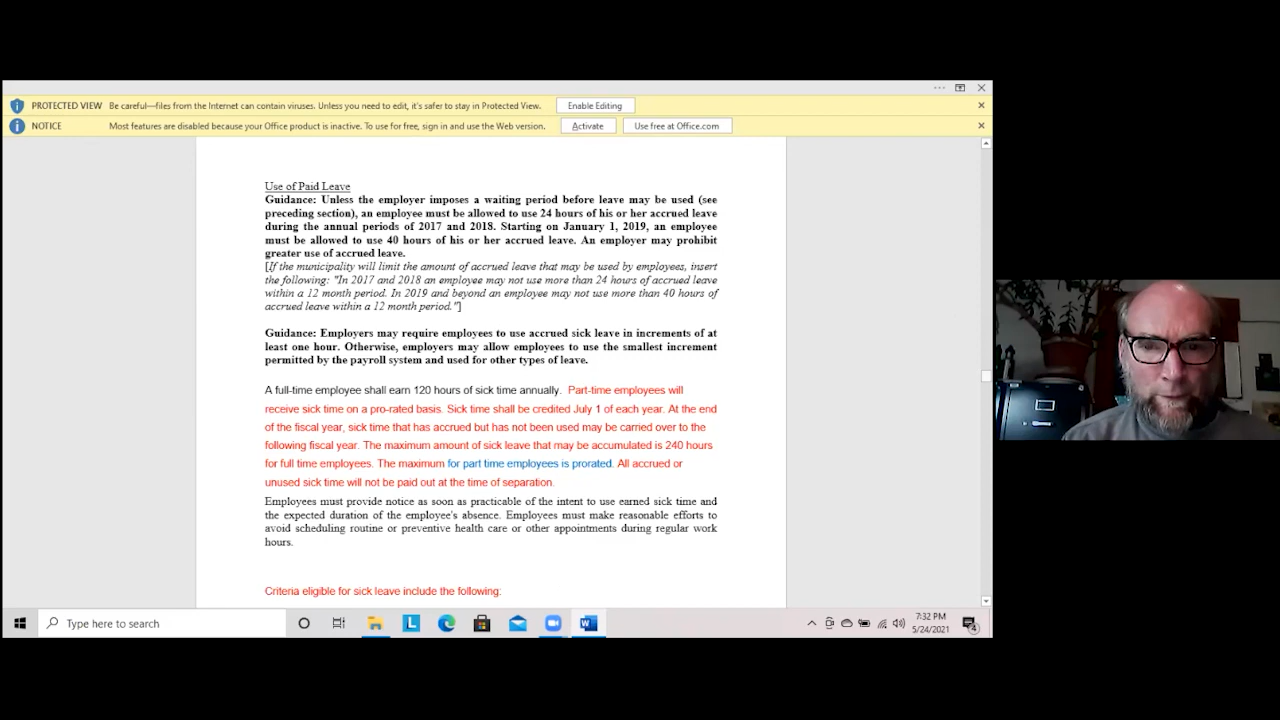 PROTECTED VIEW Be careful—files from the Internet can contain viruses. Unless you need to edit, it's safer to stay in Protected View. Enable Editing
NOTICE Most features are disabled because your Office product is inactive. To use for free, sign in and use the Web version. Activate Use free at Office.com
Use of Paid Leave
Guidance: Unless the employer imposes a waiting period before leave may be used (see
preceding section), an employee must be allowed to use 24 hours of his or her accrued leave
during the annual periods of 2017 and 2018. Starting on January 1, 2019, an employee
must be allowed to use 40 hours of his or her accrued leave. An employer may prohibit
greater use of accrued leave.
[If the municipality will limit the amount of accrued leave that may be used by employees, insert
the following: "In 2017 and 2018 an employee may not use more than 24 hours of accrued leave
within a 12 month period. In 2019 and beyond an employee may not use more than 40 hours of
accrued leave within a 12 month period."]
Guidance: Employers may require employees to use accrued sick leave in increments of at
least one hour. Otherwise, employers may allow employees to use the smallest increment
permitted by the payroll system and used for other types of leave.
A full-time employee shall earn 120 hours of sick time annually. Part-time employees will
receive sick time on a pro-rated basis. Sick time shall be credited July 1 of each year. At the end
of the fiscal year, sick time that has accrued but has not been used may be carried over to the
following fiscal year. The maximum amount of sick leave that may be accumulated is 240 hours
for full time employees. The maximum for part time employees is prorated. All accrued or
unused sick time will not be paid out at the time of separation.
Employees must provide notice as soon as practicable of the intent to use earned sick time and
the expected duration of the employee's absence. Employees must make reasonable efforts to
avoid scheduling routine or preventive health care or other appointments during regular work
hours.
Criteria eligible for sick leave include the following:
Type here to search
7:32 PM
5/24/2021
4